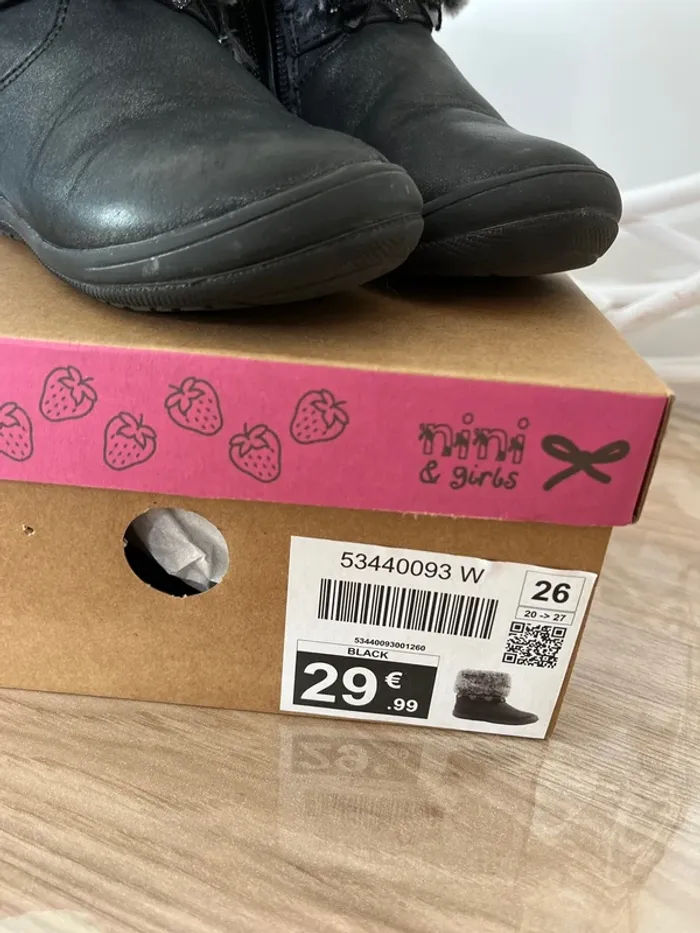 nini
& girls
53440093 W
26
20 -> 27
53440093001260
BLACK
29 €
.99